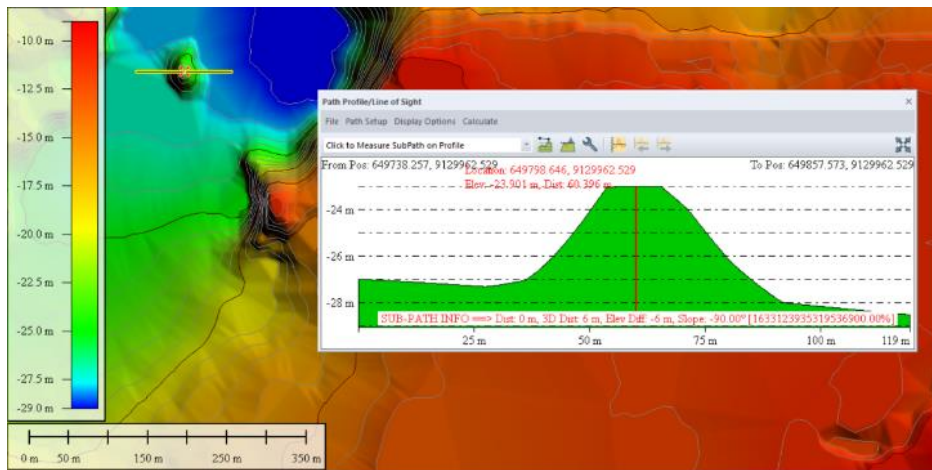 -10.0 m
-12.5 m
-15.0 m
-17.5 m
-20.0 m
-22.5 m
-25.0 m
-27.5 m
-29.0 m
0 m 50 m 150 m 250 m 350 m
Path Profile/Line of Sight
File Path Setup Display Options Calculate
Click to Measure SubPath on Profile
From Pos: 649738.257, 9129962.529
To Pos: 649857.573, 9129962.529
Location: 649798.646, 9129962.529
Elev: -23.901 m, Dist: 60.396 m
-24 m
-26 m
-28 m
SUB-PATH INFO ==> Dist: 0 m, 3D Dist: 6 m, Elev Diff: -6 m, Slope: -90.00° [1633123935319536900.00%]
25 m 50 m 75 m 100 m 119 m